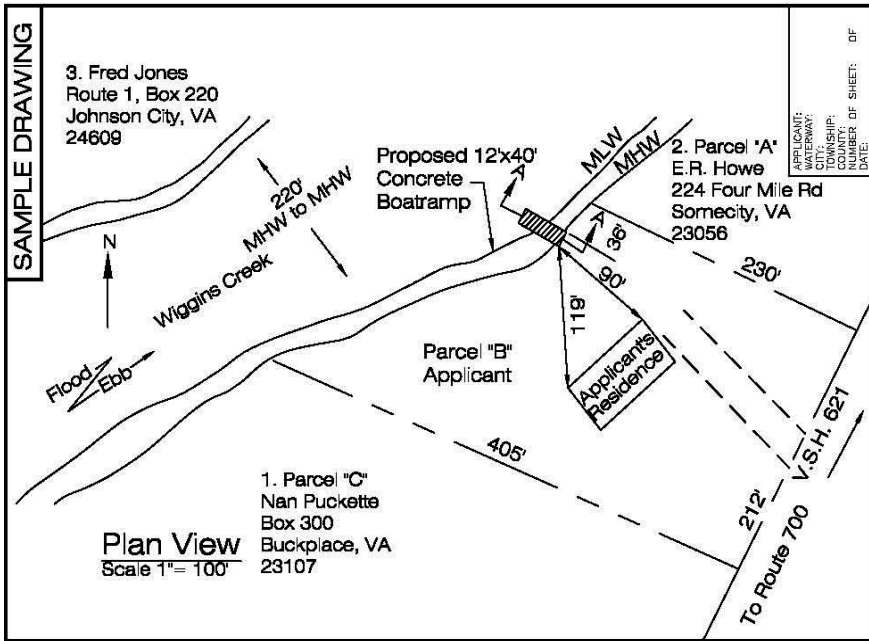 SAMPLE DRAWING
3. Fred Jones
Route 1, Box 220
Johnson City, VA
24609
APPLICANT:
WATERWAY:
CITY:
TOWNSHIP:
COUNTY:
NUMBER OF SHEET: OF
DATE:
220'
MHW to MHW
Proposed 12'x40'
Concrete
Boatramp
A
MLW
MHW
2. Parcel "A"
E.R. Howe
224 Four Mile Rd
Somecity, VA
23056
A
36'
90'
230'
119'
N
Wiggins Creek
Flood
Ebb
Parcel "B"
Applicant
Applicant's
Residence
405'
V.S.H. 621
212'
To Route 700
1. Parcel "C"
Nan Puckette
Box 300
Buckplace, VA
23107
Plan View
Scale 1"= 100'